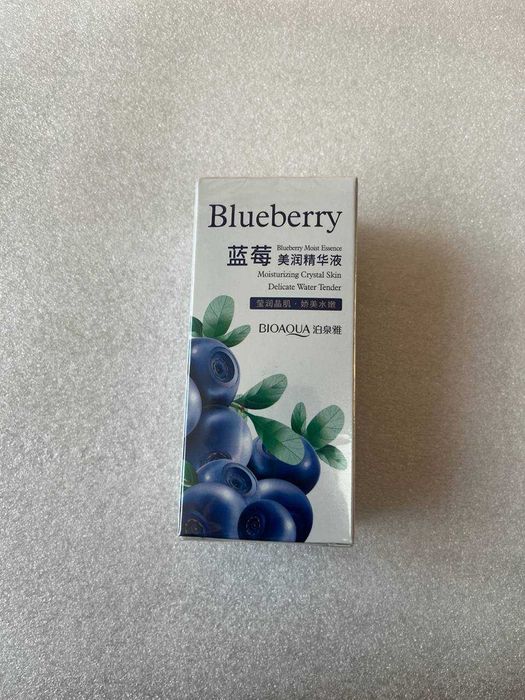 Blueberry
蓝莓 Blueberry Moist Essence
美润精华液
Moisturizing Crystal Skin
Delicate Water Tender
莹润晶肌·娇美水嫩
BIOAQUA 泊泉雅